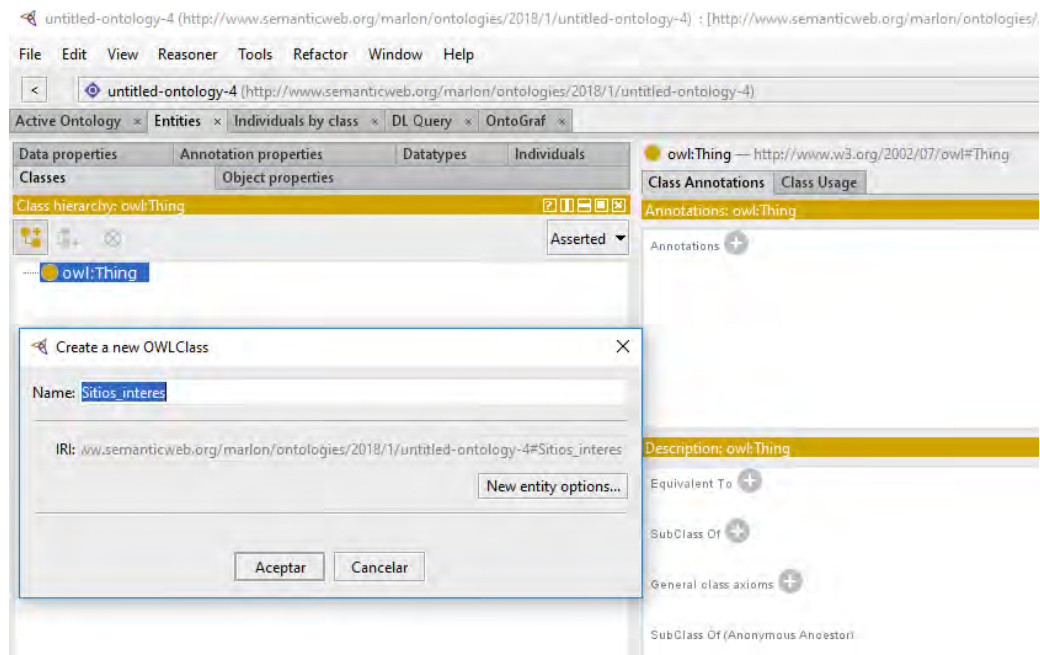 untitled-ontology-4 (http://www.semanticweb.org/marlon/ontologies/2018/1/untitled-ontology-4) : [http://www.semanticweb.org/marlon/ontologies/
File Edit View Reasoner Tools Refactor Window Help
< untitled-ontology-4 (http://www.semanticweb.org/marlon/ontologies/2018/1/untitled-ontology-4)
Active Ontology × Entities × Individuals by class × DL Query × OntoGraf ×
Data properties Annotation properties Datatypes Individuals
Classes Object properties
Class hierarchy: owl:Thing
Asserted
owl:Thing
Create a new OWLClass
Name: Sitios_interes
IRI: ww.semanticweb.org/marlon/ontologies/2018/1/untitled-ontology-4#Sitios_interes
New entity options...
Aceptar Cancelar
owl:Thing — http://www.w3.org/2002/07/owl#Thing
Class Annotations Class Usage
Annotations: owl:Thing
Annotations
Description: owl:Thing
Equivalent To
SubClass Of
General class axioms
SubClass Of (Anonymous Ancestor)